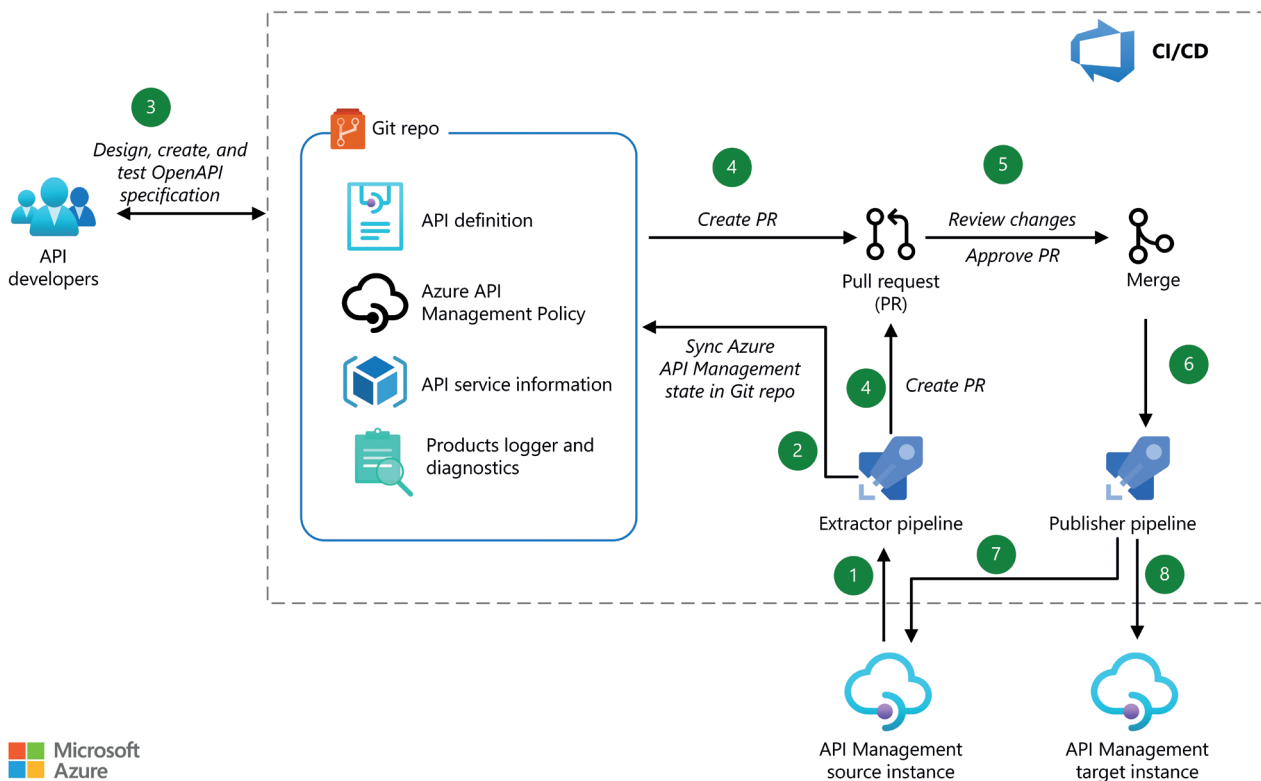 CI/CD
3
Design, create, and
test OpenAPI
specification
API
developers
Git repo
API definition
Azure API
Management Policy
API service information
Products logger and
diagnostics
4
Create PR
Pull request
(PR)
5
Review changes
Approve PR
Merge
Sync Azure
API Management
state in Git repo
2
4
Create PR
6
Extractor pipeline
Publisher pipeline
1
7
8
API Management
source instance
API Management
target instance
Microsoft
Azure